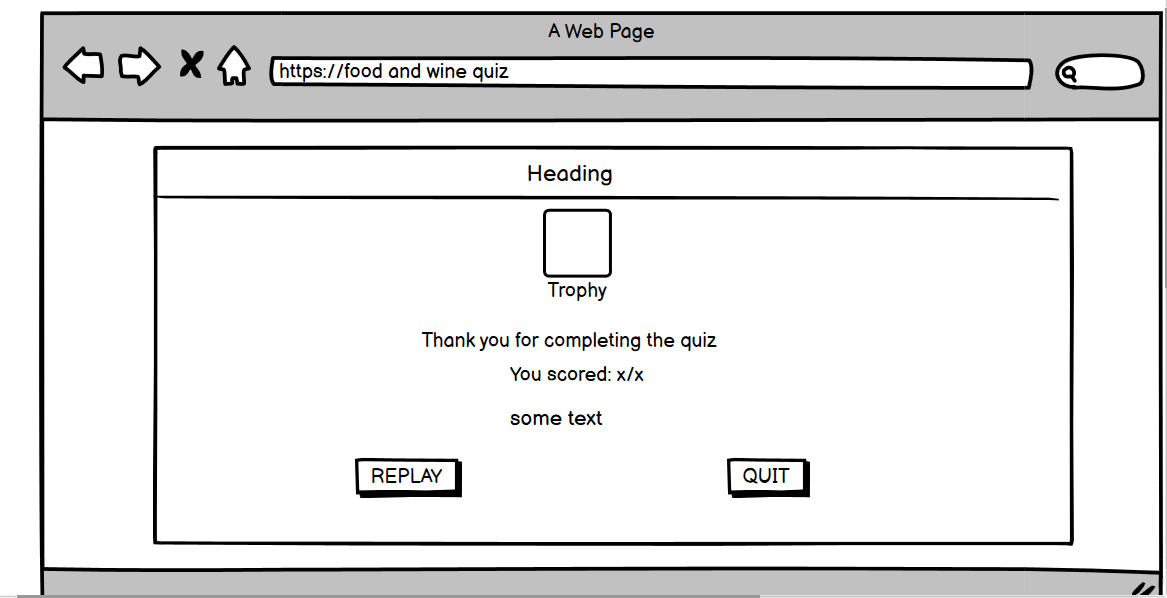 A Web Page
https://food and wine quiz
Heading
Trophy
Thank you for completing the quiz
You scored: x/x
some text
REPLAY
QUIT